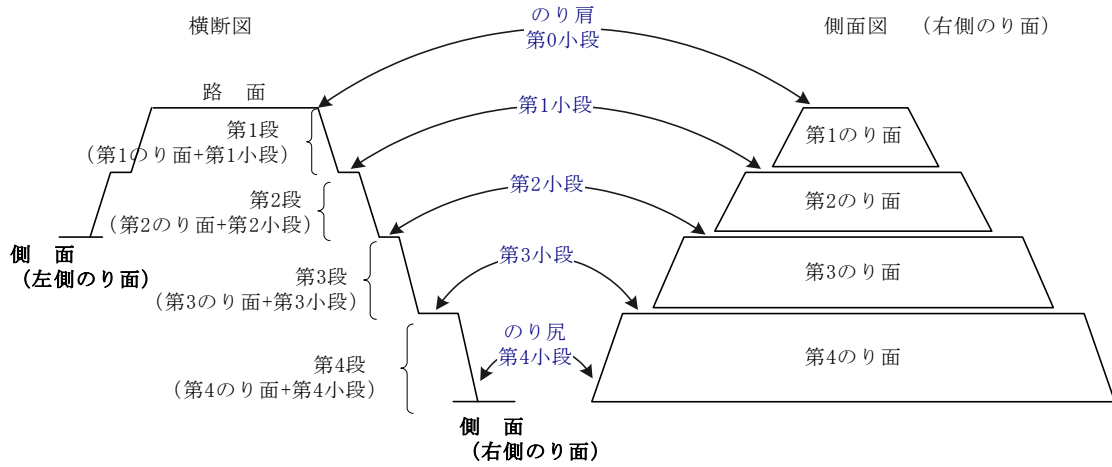 横断図
のり肩
第0小段
側面図　（右側のり面）
路　面
第1段
（第1のり面+第1小段）
第1小段
第1のり面
第2段
（第2のり面+第2小段）
第2小段
第2のり面
側　面
（左側のり面）
第3段
（第3のり面+第3小段）
第3小段
第3のり面
第4段
（第4のり面+第4小段）
のり尻
第4小段
第4のり面
側　面
（右側のり面）